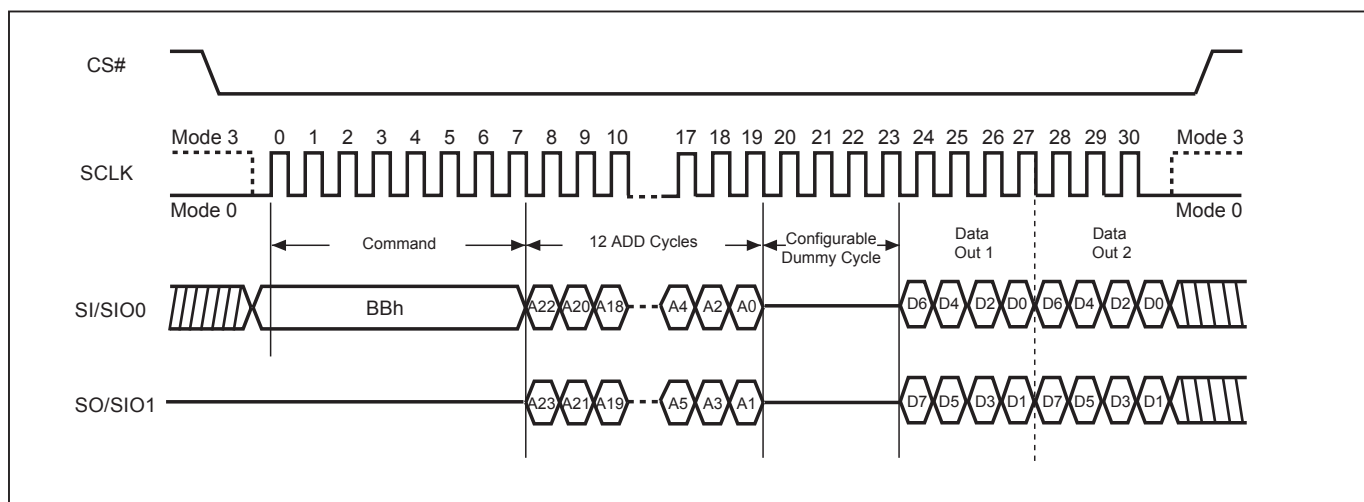 CS#
Mode 3 0 1 2 3 4 5 6 7 8 9 10 17 18 19 20 21 22 23 24 25 26 27 28 29 30 Mode 3
SCLK
Mode 0 Mode 0
Command 12 ADD Cycles Configurable Dummy Cycle Data Out 1 Data Out 2
SI/SIO0 BBh A22 A20 A18 A4 A2 A0 D6 D4 D2 D0 D6 D4 D2 D0
SO/SIO1 A23 A21 A19 A5 A3 A1 D7 D5 D3 D1 D7 D5 D3 D1